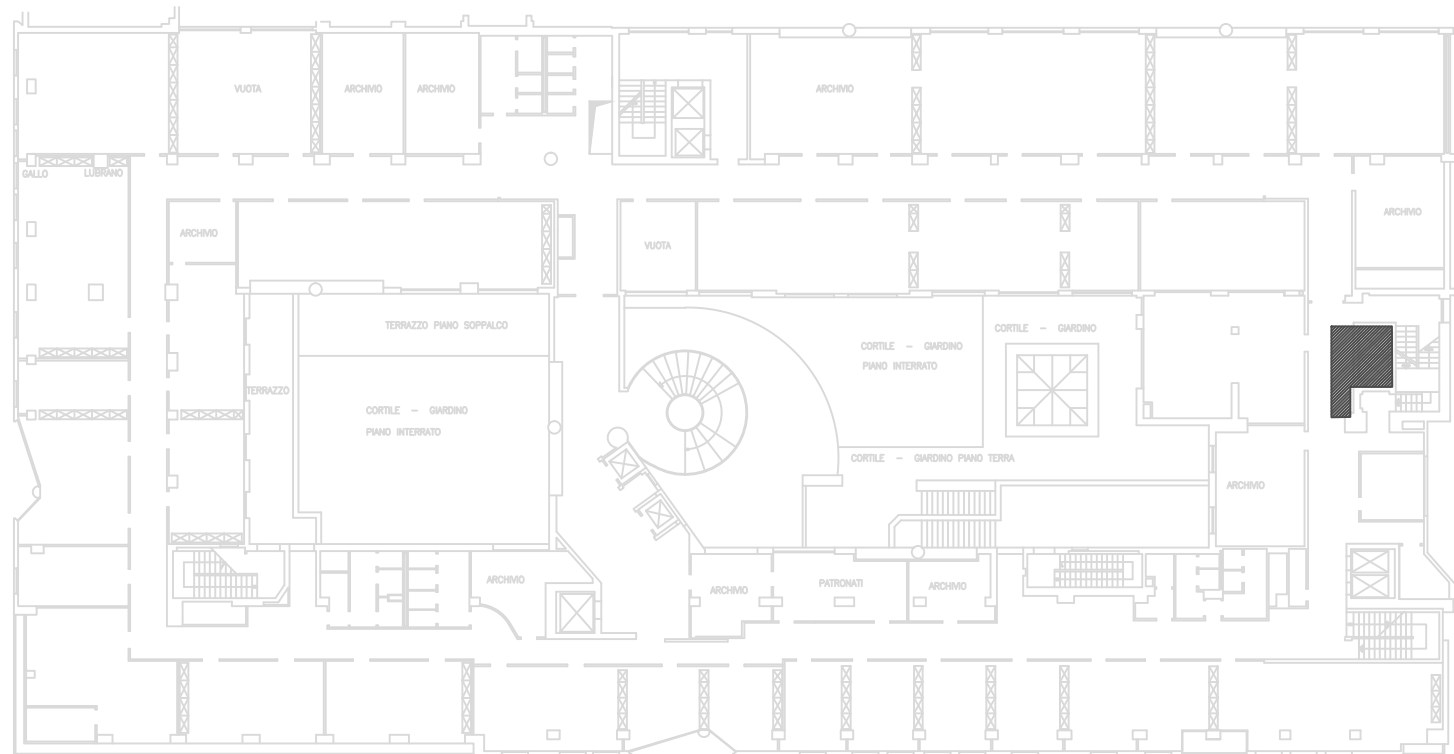 VUOTA
ARCHIVIO
ARCHIVIO
ARCHIVIO
GALLO
LUBRANO
ARCHIVIO
ARCHIVIO
VUOTA
TERRAZZO PIANO SOPPALCO
CORTILE – GIARDINO
CORTILE – GIARDINO
PIANO INTERRATO
TERRAZZO
CORTILE – GIARDINO
PIANO INTERRATO
CORTILE – GIARDINO PIANO TERRA
ARCHIVIO
ARCHIVIO
ARCHIVIO
PATRONATI
ARCHIVIO